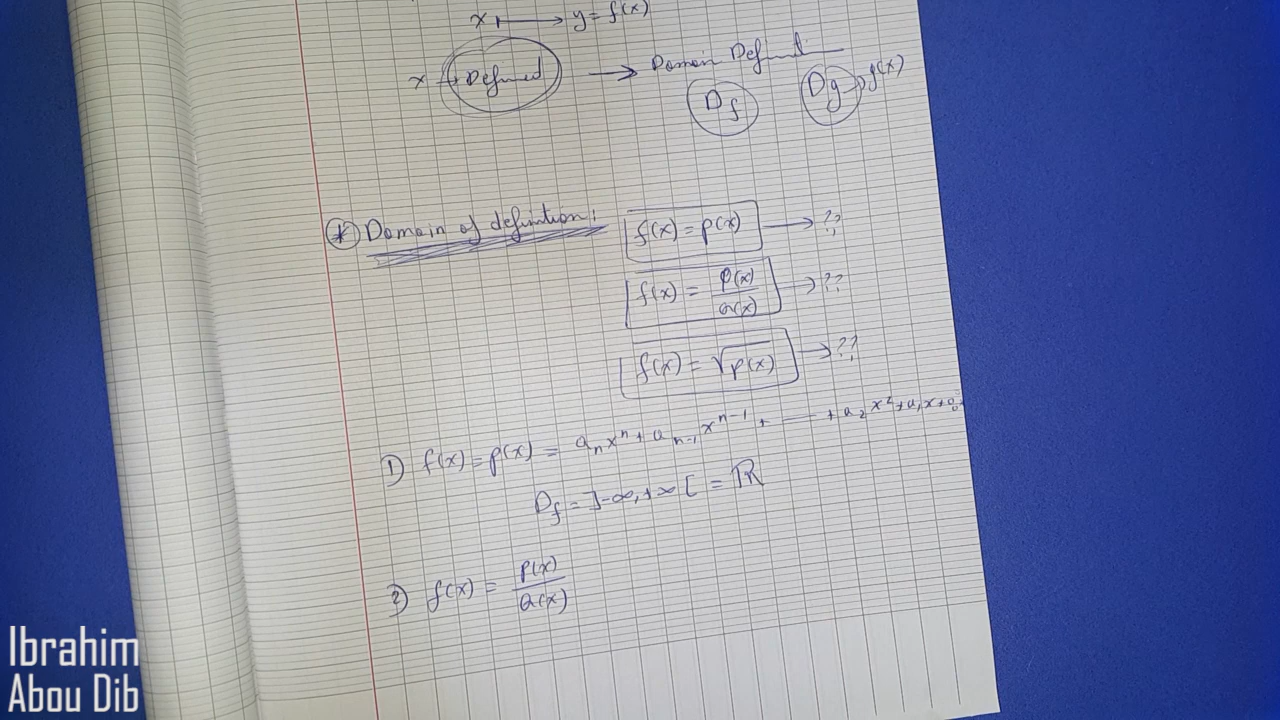 x ↦ y = f(x)
x → Defined → Domain Definit
Df Dg → g(x)
* Domain of definition: f(x) = p(x) → ??
f(x) = P(x)/Q(x) → ??
f(x) = √p(x) → ??
1) f(x) = p(x) = aₙxⁿ + aₙ₋₁xⁿ⁻¹ + ---- + a₂x² + a₁x + a₀
Df = ]-∞, +∞[ = ℝ
2) f(x) = P(x)/Q(x)
Ibrahim
Abou Dib